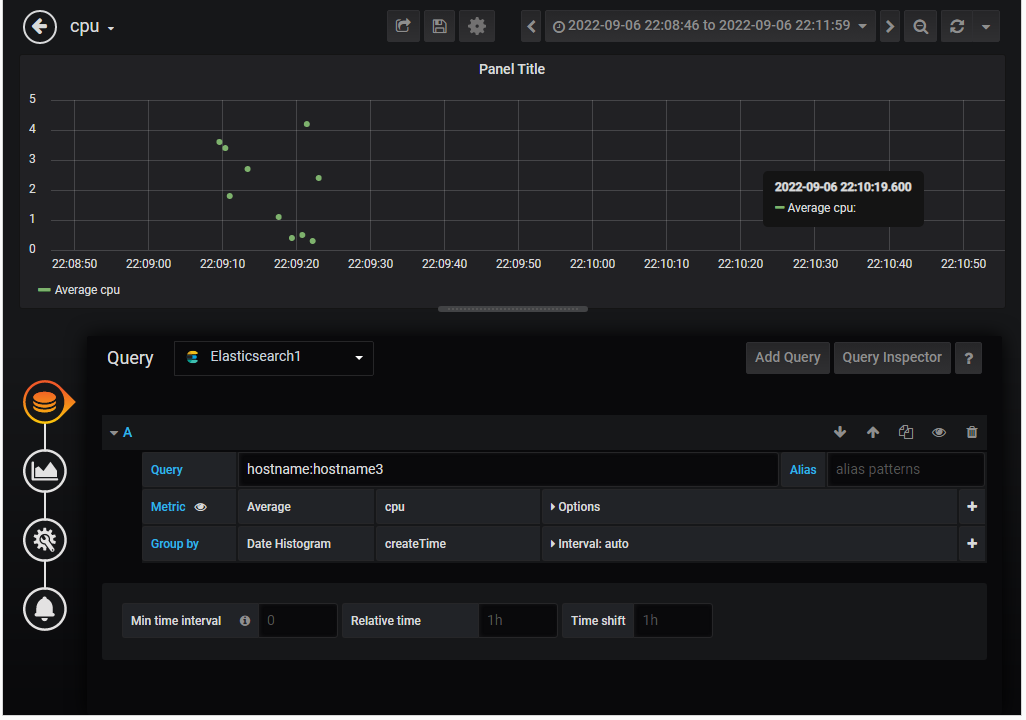 cpu
2022-09-06 22:08:46 to 2022-09-06 22:11:59
Panel Title
5
4
3
2
1
0
2022-09-06 22:10:19.600
Average cpu:
22:08:50 22:09:00 22:09:10 22:09:20 22:09:30 22:09:40 22:09:50 22:10:00 22:10:10 22:10:20 22:10:30 22:10:40 22:10:50
Average cpu
Query Elasticsearch1 Add Query Query Inspector ?
A
Query hostname:hostname3 Alias alias patterns
Metric Average cpu Options +
Group by Date Histogram createTime Interval: auto +
Min time interval 0 Relative time 1h Time shift 1h